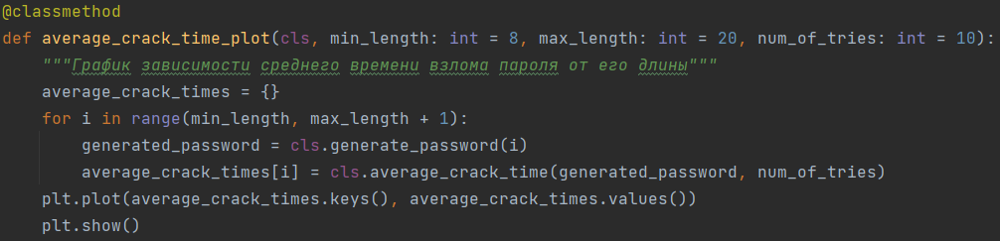 @classmethod
def average_crack_time_plot(cls, min_length: int = 8, max_length: int = 20, num_of_tries: int = 10):
    """График зависимости среднего времени взлома пароля от его длины"""
    average_crack_times = {}
    for i in range(min_length, max_length + 1):
        generated_password = cls.generate_password(i)
        average_crack_times[i] = cls.average_crack_time(generated_password, num_of_tries)
    plt.plot(average_crack_times.keys(), average_crack_times.values())
    plt.show()